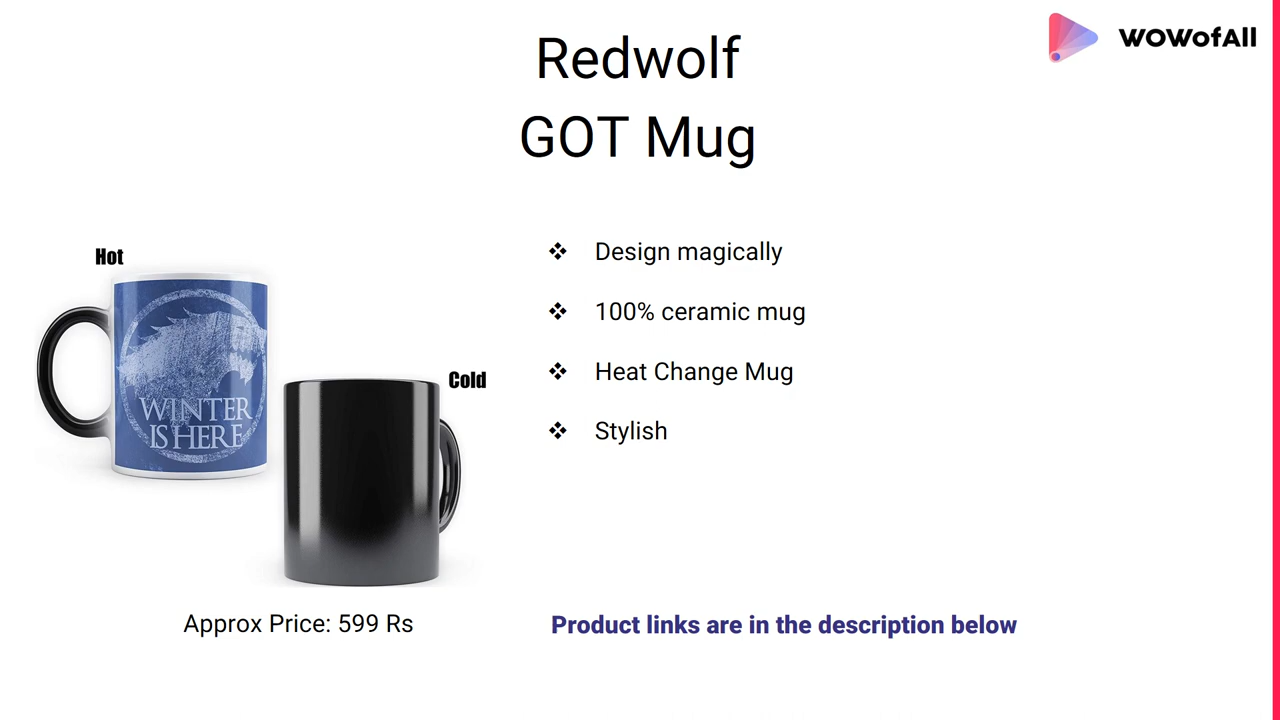 Redwolf
GOT Mug
WOWofAll
Hot
WINTER
IS HERE
Cold
❖ Design magically
❖ 100% ceramic mug
❖ Heat Change Mug
❖ Stylish
Approx Price: 599 Rs
Product links are in the description below